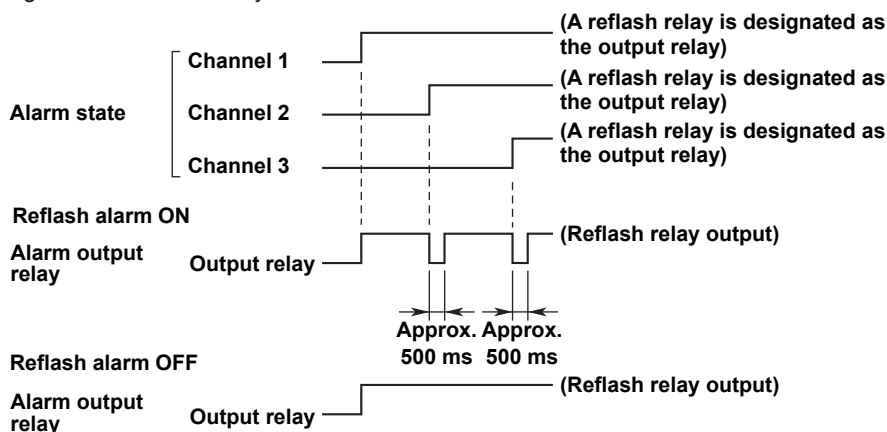 (A reflash relay is designated as
the output relay)
Channel 1
(A reflash relay is designated as
the output relay)
Alarm state
Channel 2
(A reflash relay is designated as
the output relay)
Channel 3
Reflash alarm ON
Alarm output
relay
Output relay
(Reflash relay output)
Approx. Approx.
500 ms 500 ms
Reflash alarm OFF
Alarm output
relay
Output relay
(Reflash relay output)